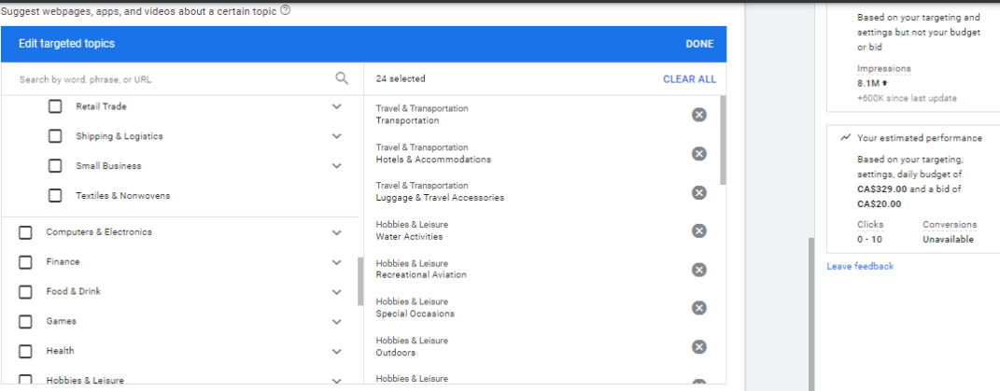 Suggest webpages, apps, and videos about a certain topic
Edit targeted topics
DONE
Search by word, phrase, or URL
Retail Trade
Shipping & Logistics
Small Business
Textiles & Nonwovens
Computers & Electronics
Finance
Food & Drink
Games
Health
Hobbies & Leisure
24 selected
CLEAR ALL
Travel & Transportation
Transportation
Travel & Transportation
Hotels & Accommodations
Travel & Transportation
Luggage & Travel Accessories
Hobbies & Leisure
Water Activities
Hobbies & Leisure
Recreational Aviation
Hobbies & Leisure
Special Occasions
Hobbies & Leisure
Outdoors
Hobbies & Leisure
Based on your targeting and
settings but not your budget
or bid
Impressions
8.1M
+600K since last update
Your estimated performance
Based on your targeting,
settings, daily budget of
CA$329.00 and a bid of
CA$20.00
Clicks Conversions
0 - 10 Unavailable
Leave feedback